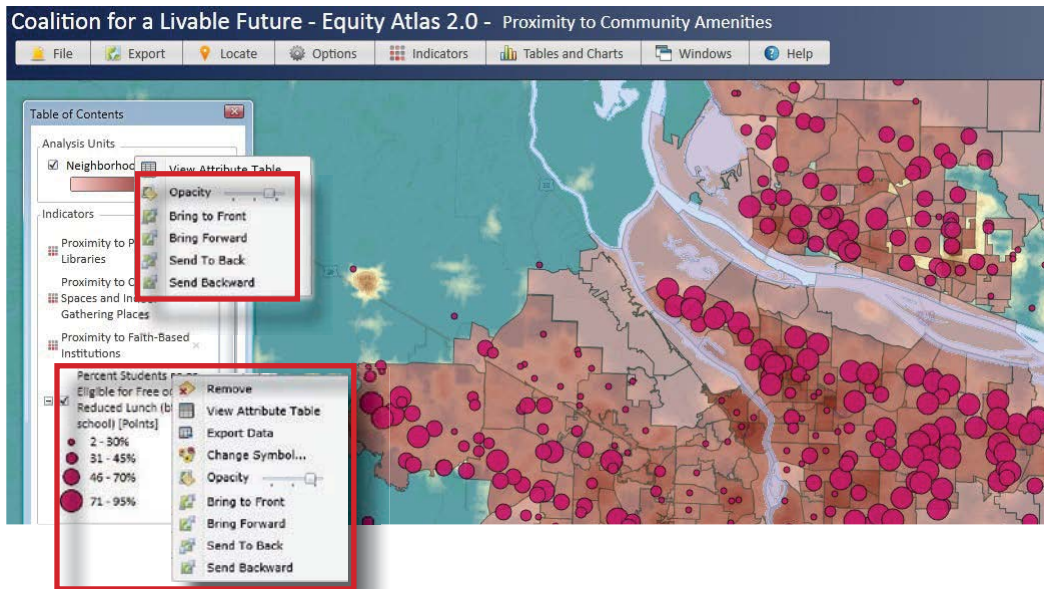 Coalition for a Livable Future - Equity Atlas 2.0 - Proximity to Community Amenities
File Export Locate Options Indicators Tables and Charts Windows Help
Table of Contents
Analysis Units
View Attribute Table
Opacity
Bring to Front
Bring Forward
Send To Back
Send Backward
Indicators
Proximity to
Libraries
Proximity to
Spaces and
Gathering Places
Proximity to Faith-Based
Institutions
Percent Students
Eligible for Free
Reduced Lunch
school) [Points]
2 - 30%
31 - 45%
46 - 70%
71 - 95%
Remove
View Attribute Table
Export Data
Change Symbol...
Opacity
Bring to Front
Bring Forward
Send To Back
Send Backward